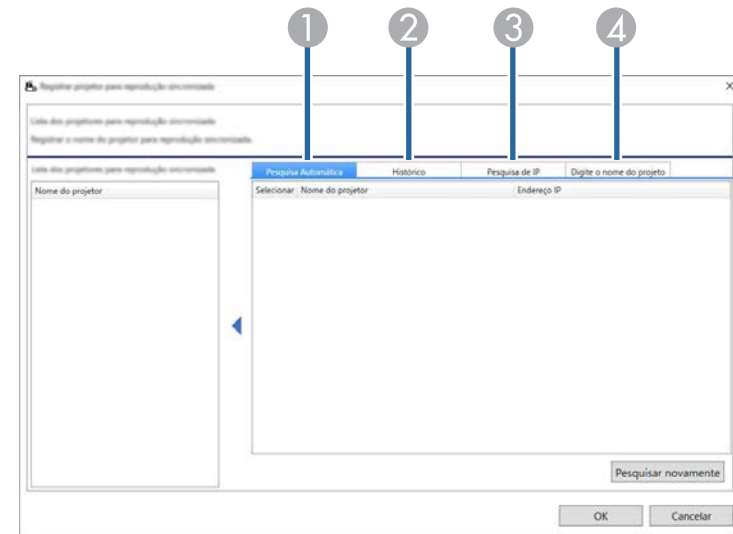 1 2 3 4
Registrar projetor para reprodução sincronizada
Lista dos projetores para reprodução sincronizada
Registrar o nome do projetor para reprodução sincronizada.
Lista dos projetores para reprodução sincronizada
Pesquisa Automática Histórico Pesquisa de IP Digite o nome do projeto
Nome do projetor
Selecionar Nome do projetor Endereço IP
Pesquisar novamente
OK Cancelar